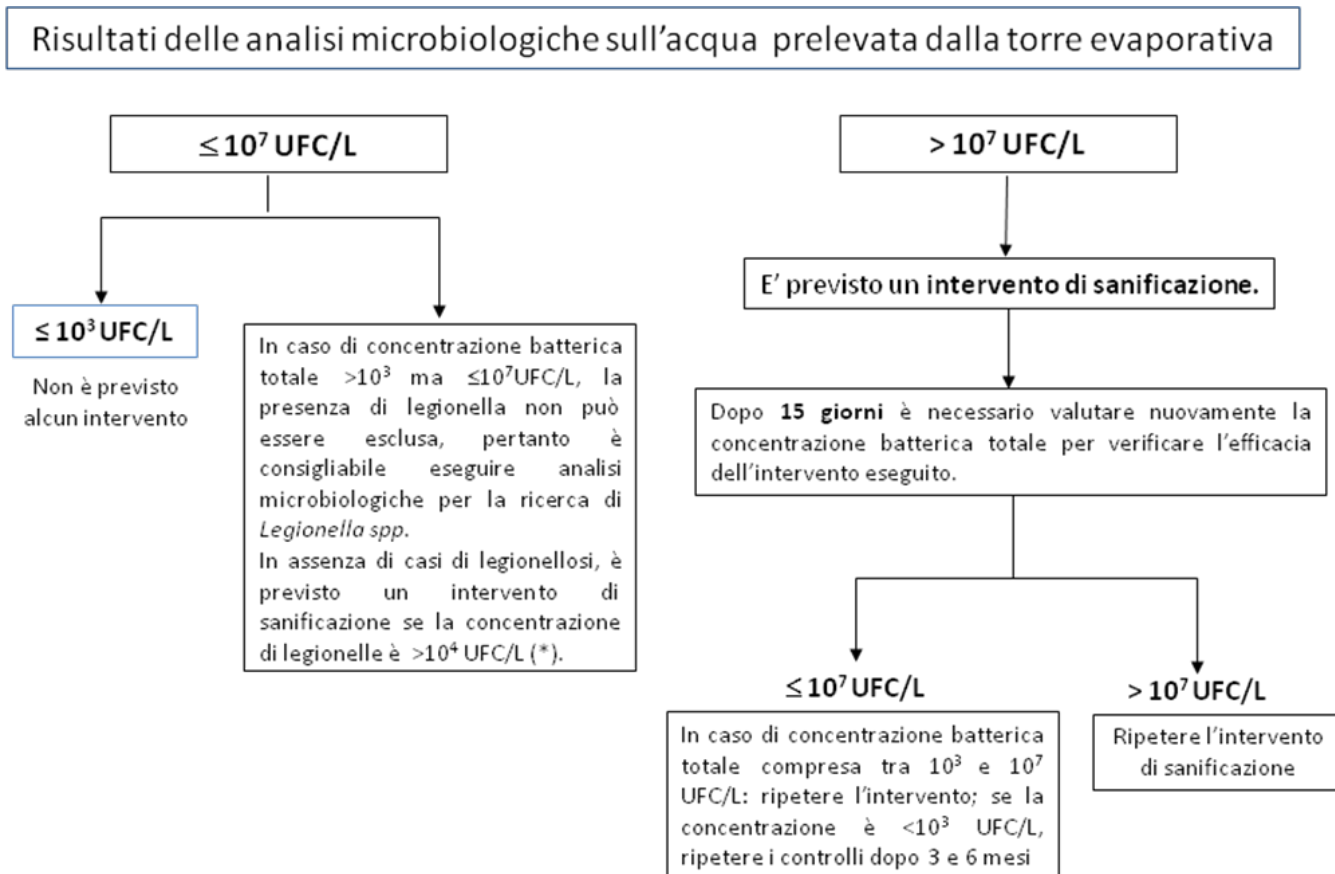 Risultati delle analisi microbiologiche sull’acqua prelevata dalla torre evaporativa
≤ 10⁷ UFC/L
≤ 10³ UFC/L
Non è previsto
alcun intervento
In caso di concentrazione batterica
totale >10³ ma ≤10⁷UFC/L, la
presenza di legionella non può
essere esclusa, pertanto è
consigliabile eseguire analisi
microbiologiche per la ricerca di
Legionella spp.
In assenza di casi di legionellosi, è
previsto un intervento di
sanificazione se la concentrazione
di legionelle è >10⁴ UFC/L (*).
> 10⁷ UFC/L
E’ previsto un intervento di sanificazione.
Dopo 15 giorni è necessario valutare nuovamente la
concentrazione batterica totale per verificare l’efficacia
dell’intervento eseguito.
≤ 10⁷ UFC/L
In caso di concentrazione batterica
totale compresa tra 10³ e 10⁷
UFC/L: ripetere l’intervento; se la
concentrazione è <10³ UFC/L,
ripetere i controlli dopo 3 e 6 mesi
> 10⁷ UFC/L
Ripetere l’intervento
di sanificazione